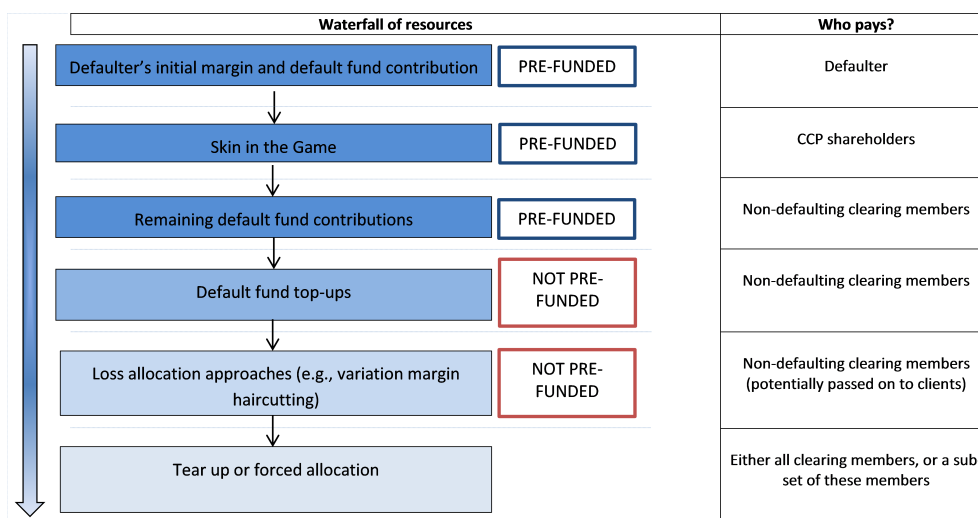 Waterfall of resources
Who pays?
Defaulter's initial margin and default fund contribution
PRE-FUNDED
Defaulter
Skin in the Game
PRE-FUNDED
CCP shareholders
Remaining default fund contributions
PRE-FUNDED
Non-defaulting clearing members
Default fund top-ups
NOT PRE-
FUNDED
Non-defaulting clearing members
Loss allocation approaches (e.g., variation margin
haircutting)
NOT PRE-
FUNDED
Non-defaulting clearing members
(potentially passed on to clients)
Tear up or forced allocation
Either all clearing members, or a sub
set of these members